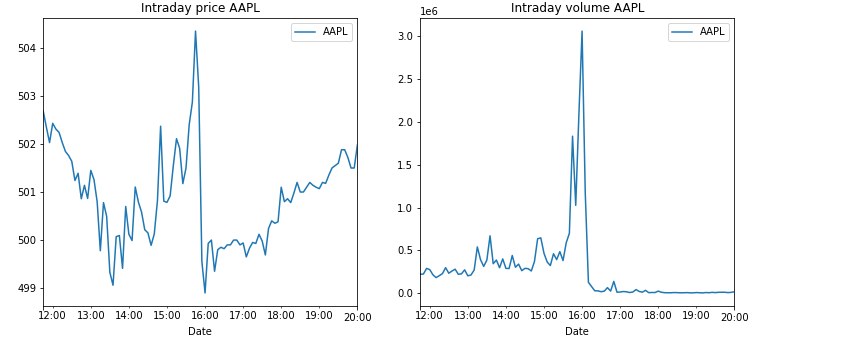 Intraday price AAPL
AAPL
504
503
502
501
500
499
12:00 13:00 14:00 15:00 16:00 17:00 18:00 19:00 20:00
Date
Intraday volume AAPL
1e6
AAPL
3.0
2.5
2.0
1.5
1.0
0.5
0.0
12:00 13:00 14:00 15:00 16:00 17:00 18:00 19:00 20:00
Date